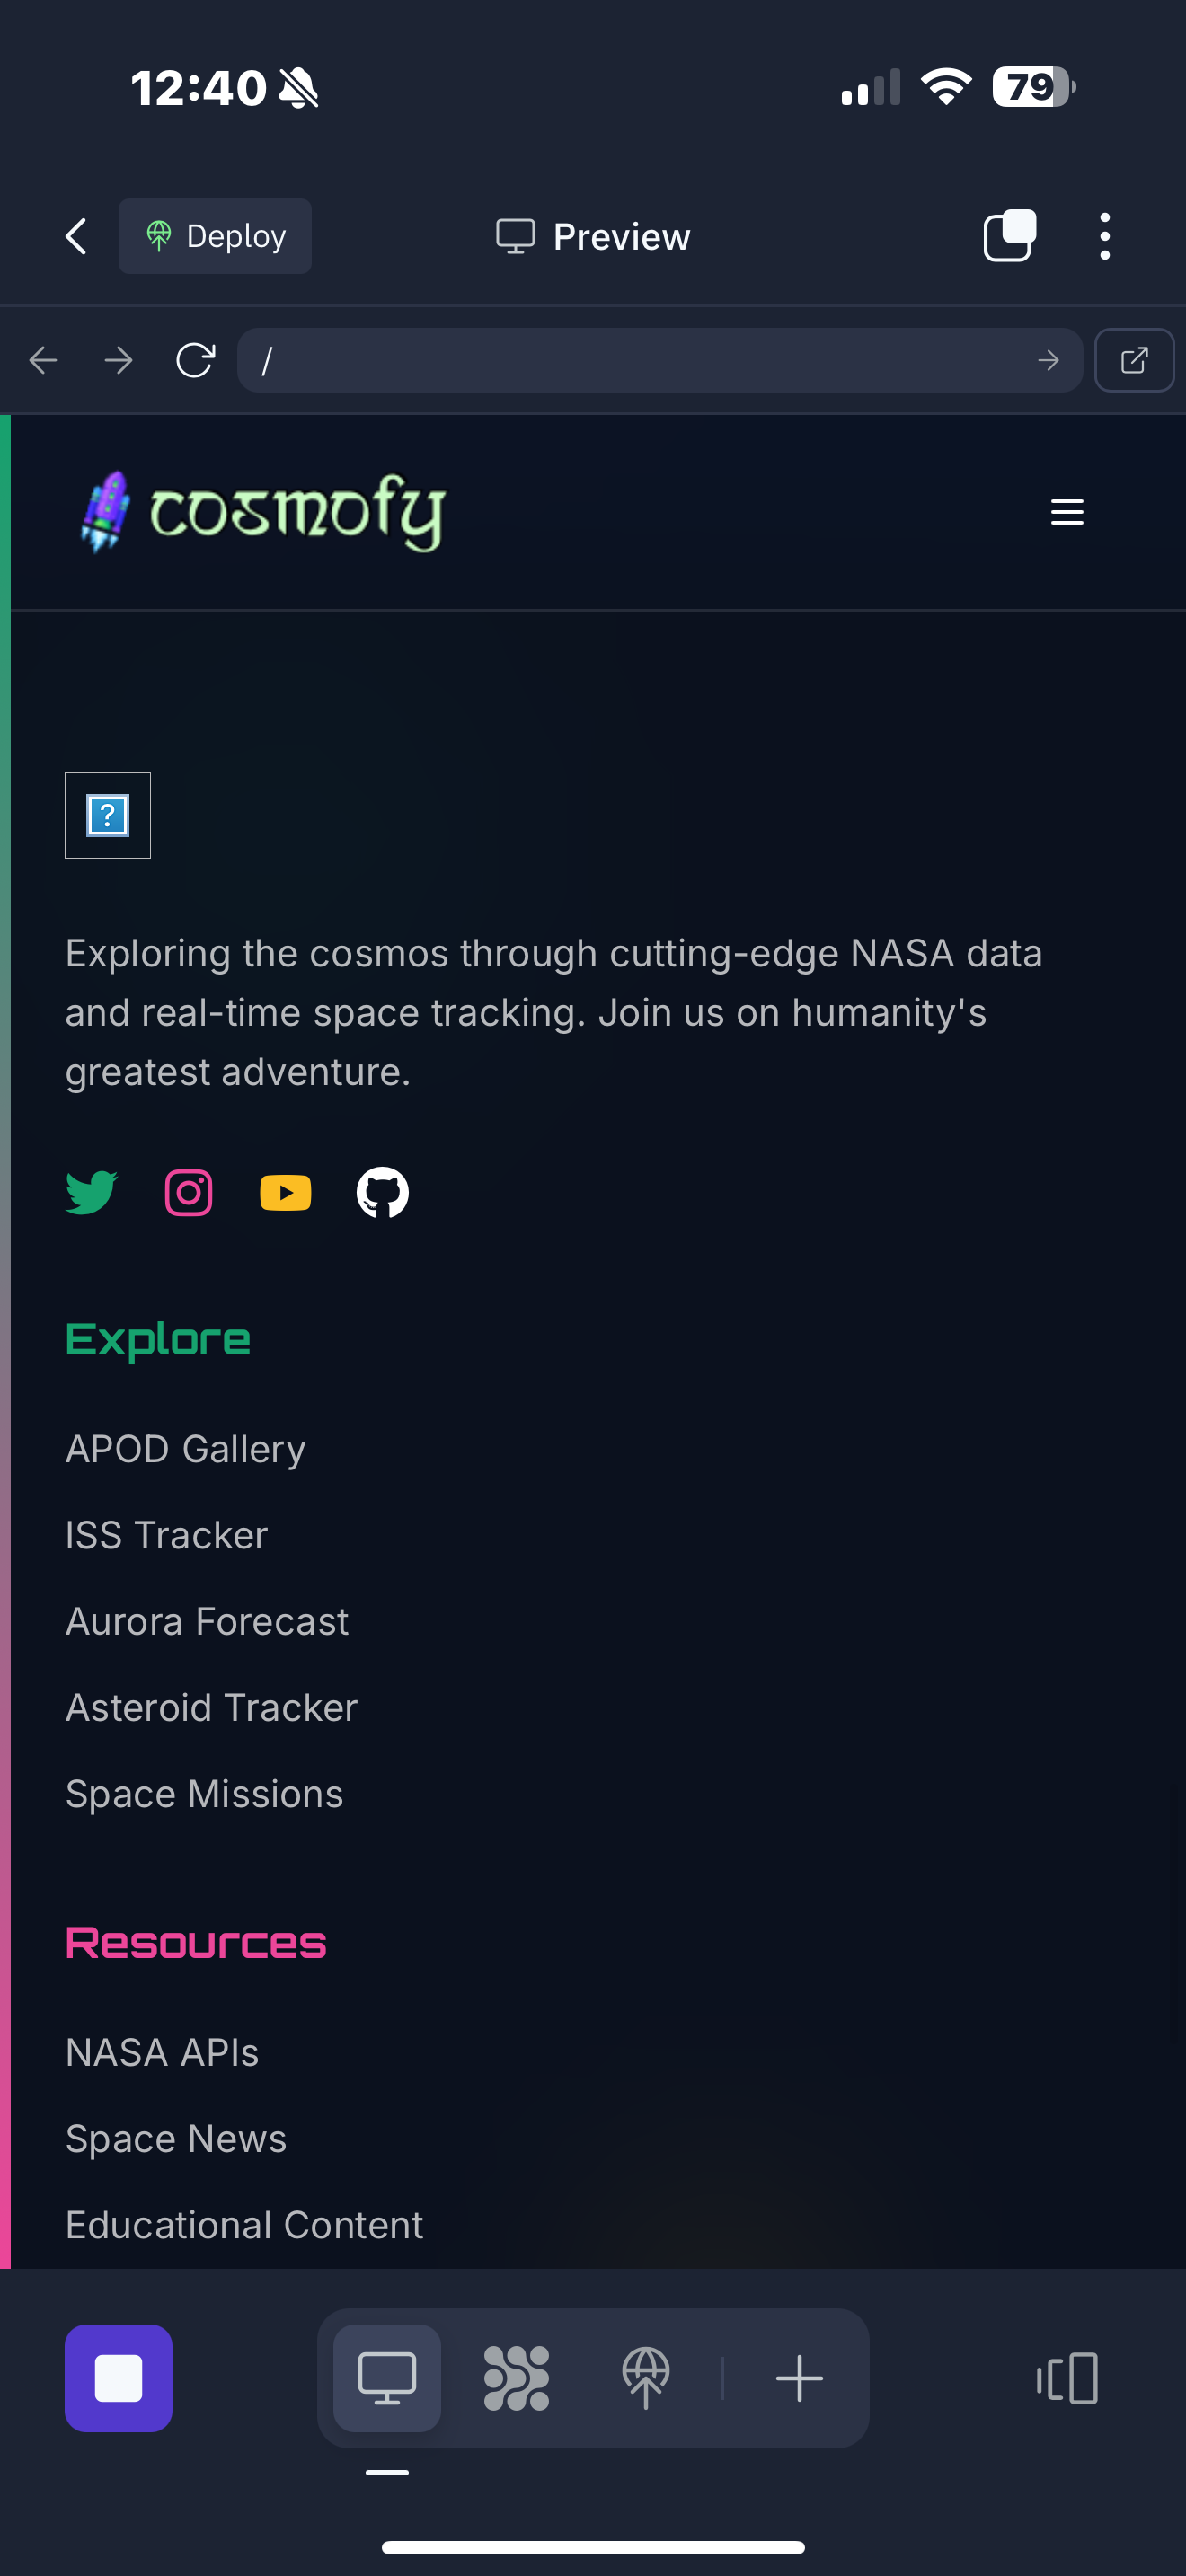 12:40
79
Deploy
Preview
/
cosmofy
?
Exploring the cosmos through cutting-edge NASA data
and real-time space tracking. Join us on humanity's
greatest adventure.
Explore
APOD Gallery
ISS Tracker
Aurora Forecast
Asteroid Tracker
Space Missions
Resources
NASA APIs
Space News
Educational Content